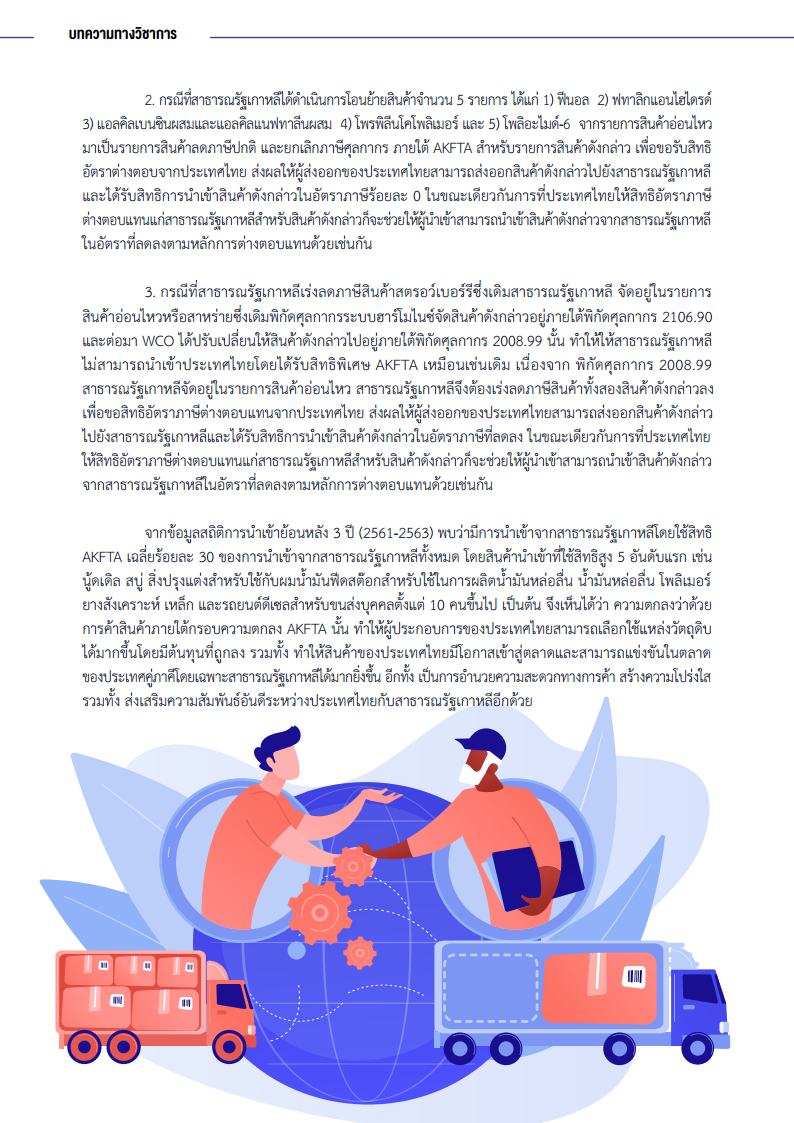 บทความทางวิชาการ
2. กรณีที่สาธารณรัฐเกาหลีได้ดำเนินการโอนย้ายสินค้าจำนวน 5 รายการ ได้แก่ 1) ฟีนอล 2) ฟทาลิกแอนไฮไดรด์
3) แอลคิลเบนซินผสมและแอลคิลแนฟทาลีนผสม 4) โพรพิลีนโคโพลิเมอร์ และ 5) โพลิอะไมด์-6 จากรายการสินค้าอ่อนไหว
มาเป็นรายการสินค้าลดภาษีปกติ และยกเลิกภาษีศุลกากร ภายใต้ AKFTA สำหรับรายการสินค้าดังกล่าว เพื่อขอรับสิทธิ
อัตราต่างตอบจากประเทศไทย ส่งผลให้ผู้ส่งออกของประเทศไทยสามารถส่งออกสินค้าดังกล่าวไปยังสาธารณรัฐเกาหลี
และได้รับสิทธิการนำเข้าสินค้าดังกล่าวในอัตราภาษีร้อยละ 0 ในขณะเดียวกันการที่ประเทศไทยให้สิทธิอัตราภาษี
ต่างตอบแทนแก่สาธารณรัฐเกาหลีสำหรับสินค้าดังกล่าวก็จะช่วยให้ผู้นำเข้าสามารถนำเข้าสินค้าดังกล่าวจากสาธารณรัฐเกาหลี
ในอัตราที่ลดลงตามหลักการต่างตอบแทนด้วยเช่นกัน
3. กรณีที่สาธารณรัฐเกาหลีเร่งลดภาษีสินค้าสตรอว์เบอร์รีซึ่งเดิมสาธารณรัฐเกาหลี จัดอยู่ในรายการ
สินค้าอ่อนไหวหรือสาหร่ายซึ่งเดิมพิกัดศุลกากรระบบฮาร์โมไนซ์จัดสินค้าดังกล่าวอยู่ภายใต้พิกัดศุลกากร 2106.90
และต่อมา WCO ได้ปรับเปลี่ยนให้สินค้าดังกล่าวไปอยู่ภายใต้พิกัดศุลกากร 2008.99 นั้น ทำให้ให้สาธารณรัฐเกาหลี
ไม่สามารถนำเข้าประเทศไทยโดยได้รับสิทธิพิเศษ AKFTA เหมือนเช่นเดิม เนื่องจาก พิกัดศุลกากร 2008.99
สาธารณรัฐเกาหลีจัดอยู่ในรายการสินค้าอ่อนไหว สาธารณรัฐเกาหลีจึงต้องเร่งลดภาษีสินค้าทั้งสองสินค้าดังกล่าวลง
เพื่อขอสิทธิอัตราภาษีต่างตอบแทนจากประเทศไทย ส่งผลให้ผู้ส่งออกของประเทศไทยสามารถส่งออกสินค้าดังกล่าว
ไปยังสาธารณรัฐเกาหลีและได้รับสิทธิการนำเข้าสินค้าดังกล่าวในอัตราภาษีที่ลดลง ในขณะเดียวกันการที่ประเทศไทย
ให้สิทธิอัตราภาษีต่างตอบแทนแก่สาธารณรัฐเกาหลีสำหรับสินค้าดังกล่าวก็จะช่วยให้ผู้นำเข้าสามารถนำเข้าสินค้าดังกล่าว
จากสาธารณรัฐเกาหลีในอัตราที่ลดลงตามหลักการต่างตอบแทนด้วยเช่นกัน
จากข้อมูลสถิติการนำเข้าย้อนหลัง 3 ปี (2561-2563) พบว่ามีการนำเข้าจากสาธารณรัฐเกาหลีโดยใช้สิทธิ
AKFTA เฉลี่ยร้อยละ 30 ของการนำเข้าจากสาธารณรัฐเกาหลีทั้งหมด โดยสินค้านำเข้าที่ใช้สิทธิสูง 5 อันดับแรก เช่น
นู้ดเดิล สบู่ สิ่งปรุงแต่งสำหรับใช้กับผมน้ำมันฟีดสต๊อกสำหรับใช้ในการผลิตน้ำมันหล่อลื่น น้ำมันหล่อลื่น โพลิเมอร์
ยางสังเคราะห์ เหล็ก และรถยนต์ดีเซลสำหรับขนส่งบุคคลตั้งแต่ 10 คนขึ้นไป เป็นต้น จึงเห็นได้ว่า ความตกลงว่าด้วย
การค้าสินค้าภายใต้กรอบความตกลง AKFTA นั้น ทำให้ผู้ประกอบการของประเทศไทยสามารถเลือกใช้แหล่งวัตถุดิบ
ได้มากขึ้นโดยมีต้นทุนที่ถูกลง รวมทั้ง ทำให้สินค้าของประเทศไทยมีโอกาสเข้าสู่ตลาดและสามารถแข่งขันในตลาด
ของประเทศคู่ภาคีโดยเฉพาะสาธารณรัฐเกาหลีได้มากยิ่งขึ้น อีกทั้ง เป็นการอำนวยความสะดวกทางการค้า สร้างความโปร่งใส
รวมทั้ง ส่งเสริมความสัมพันธ์อันดีระหว่างประเทศไทยกับสาธารณรัฐเกาหลีอีกด้วย